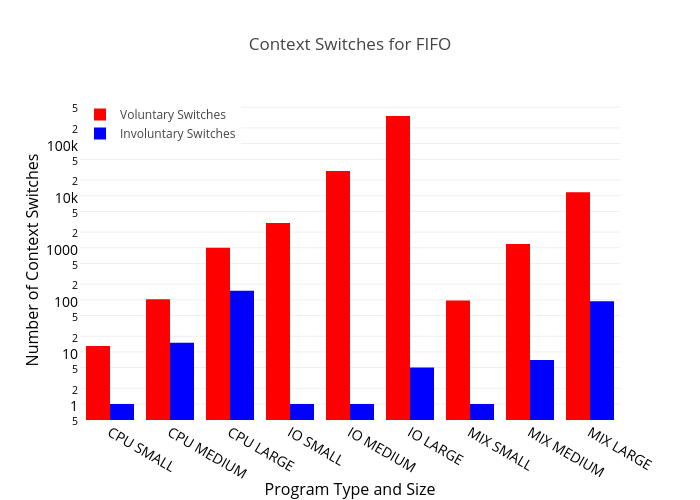 Context Switches for FIFO
Voluntary Switches
Involuntary Switches
Number of Context Switches
5
2
100k
5
2
10k
5
2
1000
5
2
100
5
2
10
5
2
1
5
CPU SMALL
CPU MEDIUM
CPU LARGE
IO SMALL
IO MEDIUM
IO LARGE
MIX SMALL
MIX MEDIUM
MIX LARGE
Program Type and Size